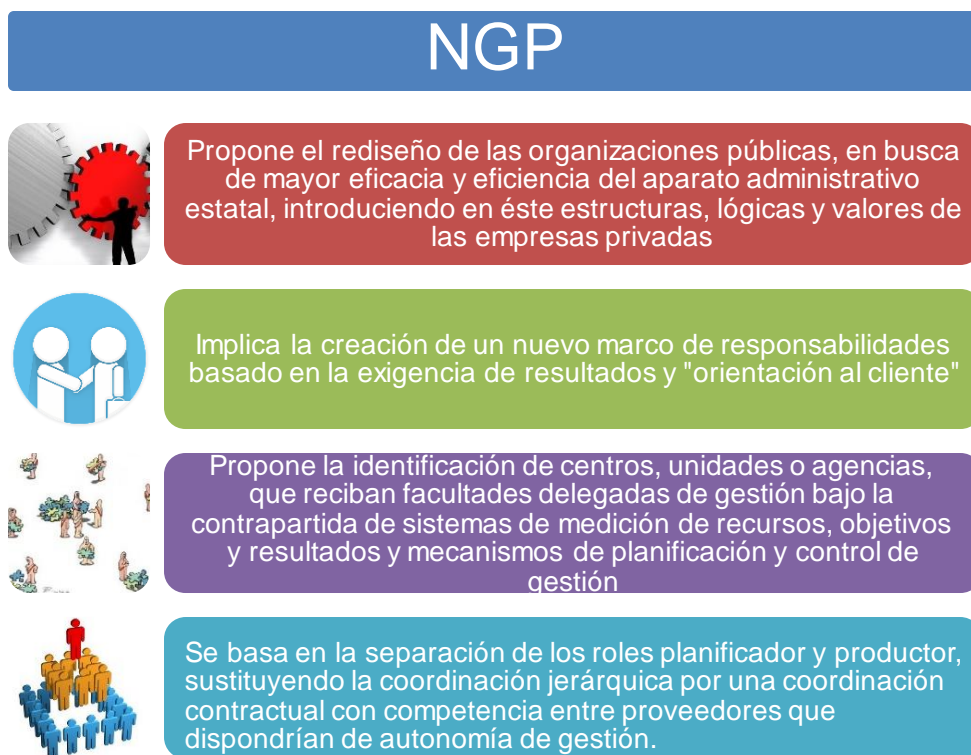 NGP
Propone el rediseño de las organizaciones públicas, en busca
de mayor eficacia y eficiencia del aparato administrativo
estatal, introduciendo en éste estructuras, lógicas y valores de
las empresas privadas
Implica la creación de un nuevo marco de responsabilidades
basado en la exigencia de resultados y "orientación al cliente"
Propone la identificación de centros, unidades o agencias,
que reciban facultades delegadas de gestión bajo la
contrapartida de sistemas de medición de recursos, objetivos
y resultados y mecanismos de planificación y control de
gestión
Se basa en la separación de los roles planificador y productor,
sustituyendo la coordinación jerárquica por una coordinación
contractual con competencia entre proveedores que
dispondrían de autonomía de gestión.